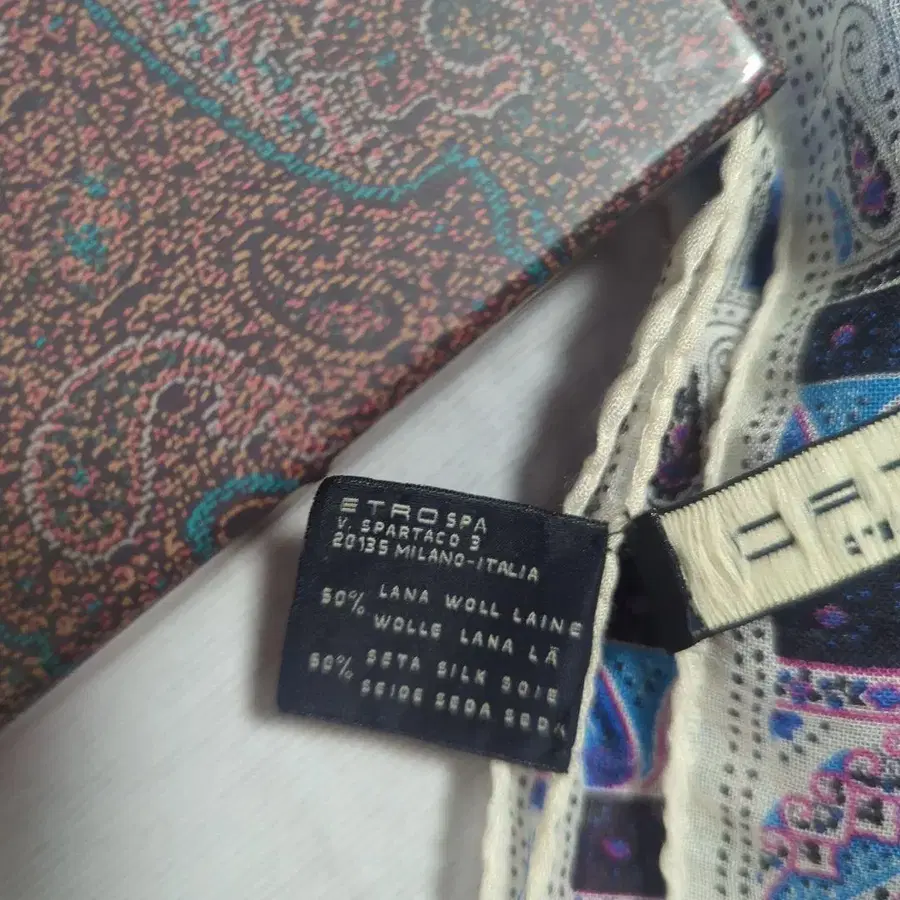 ETRO SPA
V. SPARTACO 3
20135 MILANO-ITALIA
50% LANA WOLL LAINE
WOLLE LANA LÄ
50% SETA SILK SOIE
SEIDE SEDA SEDA